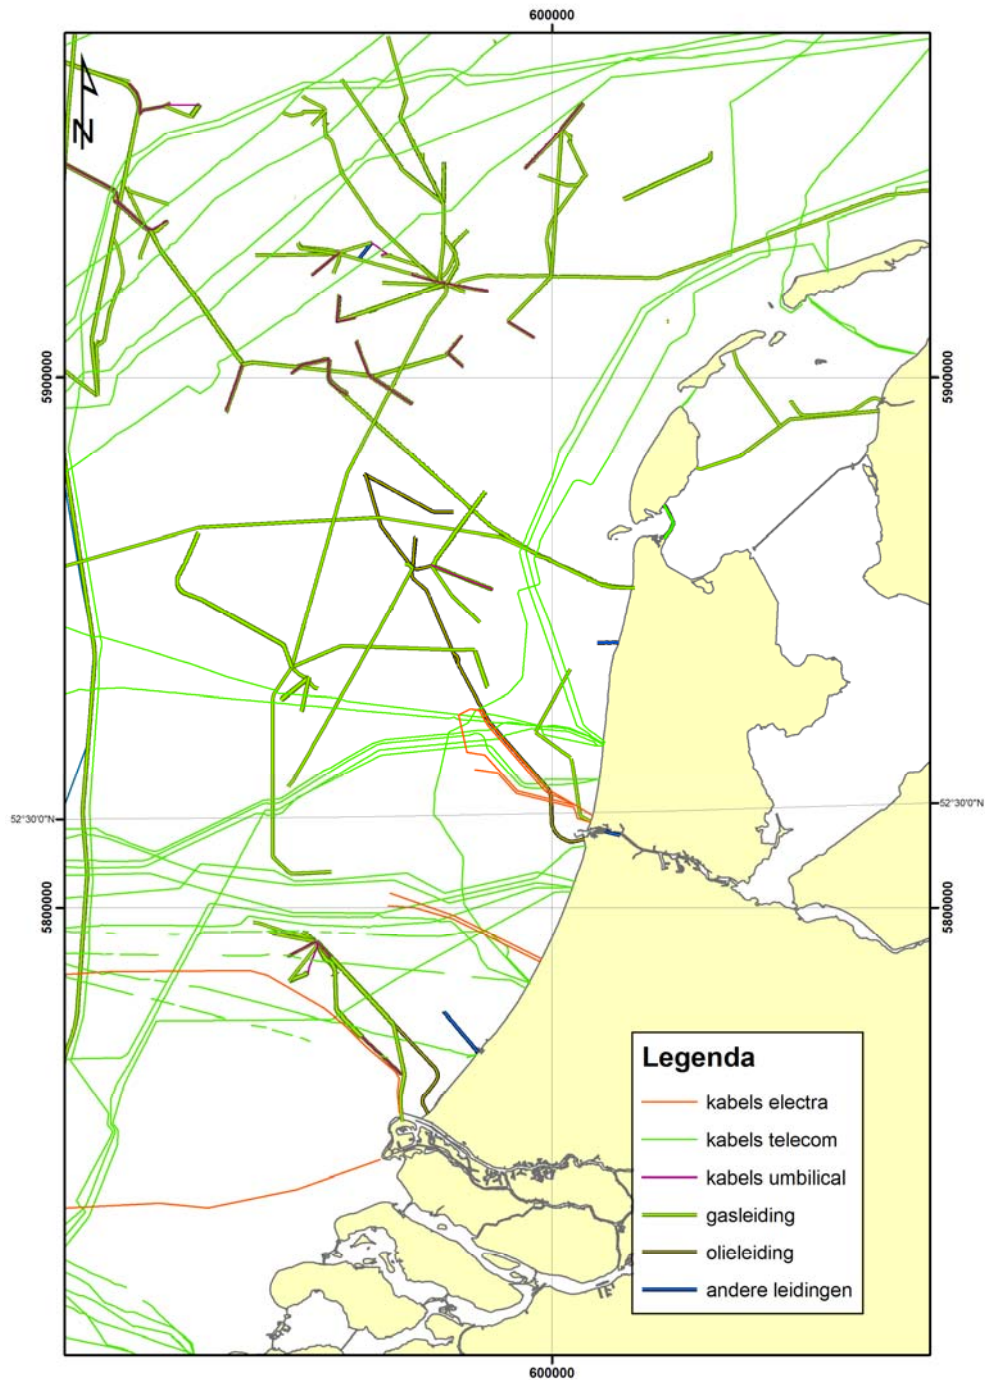 600000
N
5900000
5900000
52°30'0"N
52°30'0"N
5800000
5800000
Legenda
kabels electra
kabels telecom
kabels umbilical
gasleiding
olieleiding
andere leidingen
600000